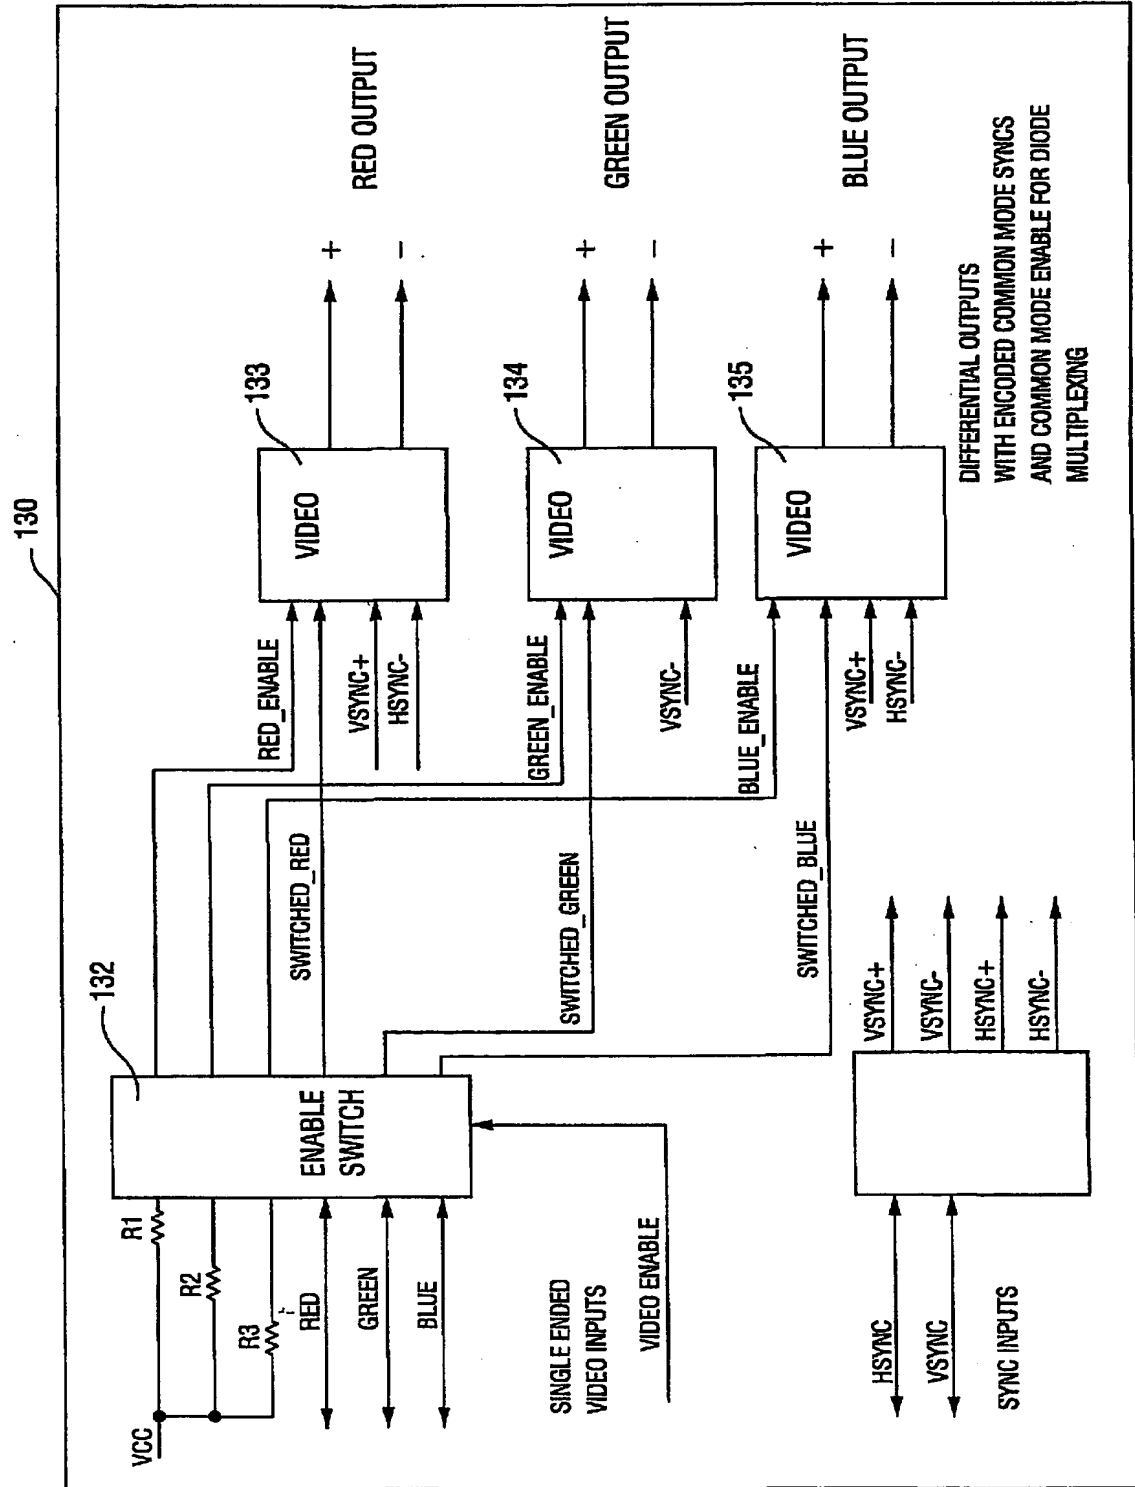 130
VCC
R1
R2
R3
RED
GREEN
BLUE
132
ENABLE
SWITCH
SINGLE ENDED
VIDEO INPUTS
VIDEO ENABLE
RED_ENABLE
SWITCHED_RED
VSYNC+
HSYNC-
133
VIDEO
+
-
RED OUTPUT
GREEN_ENABLE
SWITCHED_GREEN
VSYNC-
134
VIDEO
+
-
GREEN OUTPUT
BLUE_ENABLE
SWITCHED_BLUE
VSYNC+
HSYNC-
135
VIDEO
+
-
BLUE OUTPUT
HSYNC
VSYNC
SYNC INPUTS
VSYNC+
VSYNC-
HSYNC+
HSYNC-
DIFFERENTIAL OUTPUTS
WITH ENCODED COMMON MODE SYNCS
AND COMMON MODE ENABLE FOR DIODE
MULTIPLEXING